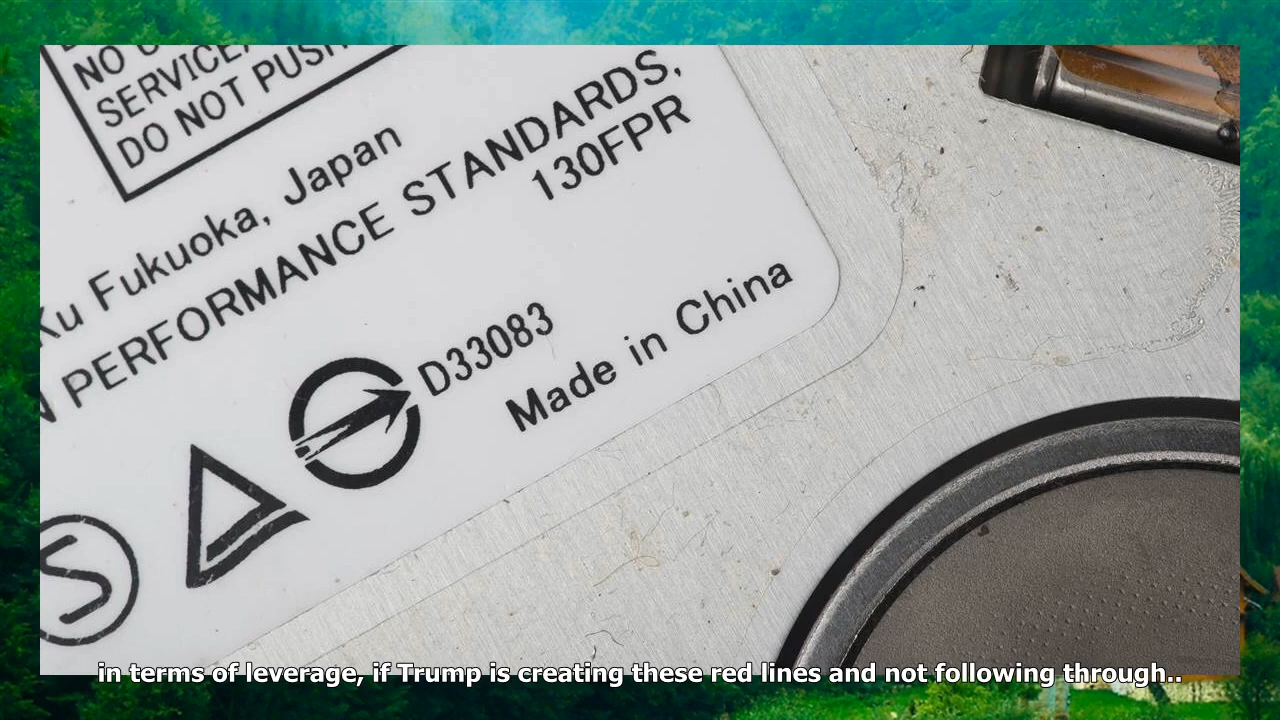 NO
SERVICE
DO NOT PUSH
Ku Fukuoka, Japan
PERFORMANCE STANDARDS,
130FPR
D33083
Made in China
S
in terms of leverage, if Trump is creating these red lines and not following through..